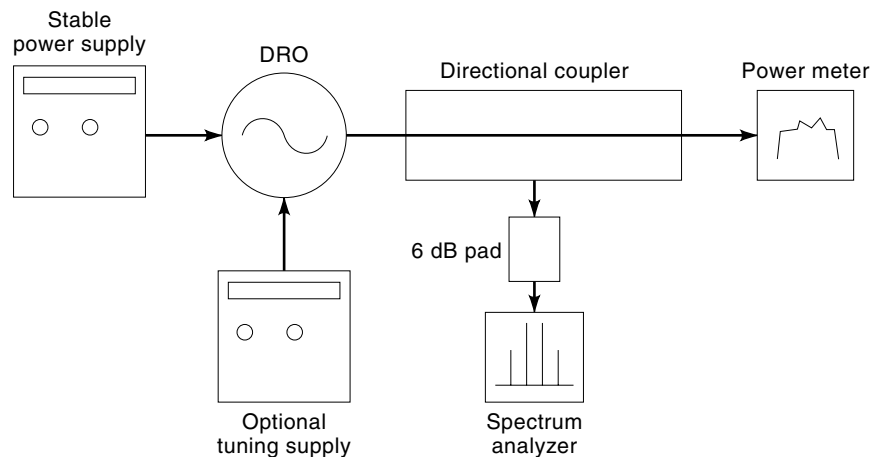 Stable
power supply
DRO
Directional coupler
Power meter
6 dB pad
Optional
tuning supply
Spectrum
analyzer